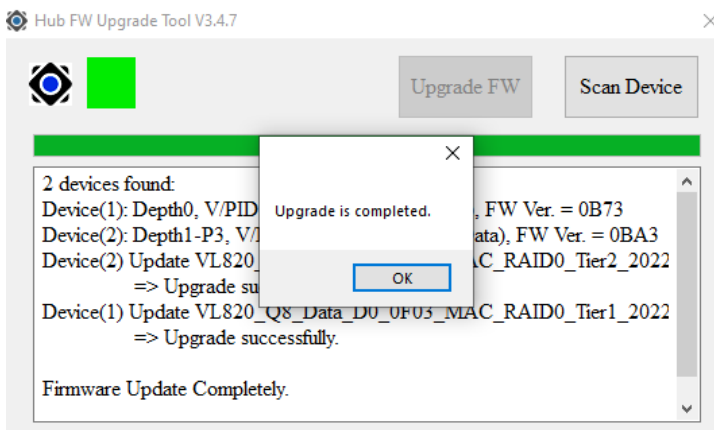 Hub FW Upgrade Tool V3.4.7
Upgrade FW
Scan Device
2 devices found:
Device(1): Depth0, V/PID , FW Ver. = 0B73
Device(2): Depth1-P3, V/ ata), FW Ver. = 0BA3
Device(2) Update VL820_ AC_RAID0_Tier2_2022
=> Upgrade su
Device(1) Update VL820_Q8_Data_D0_0F03_MAC_RAID0_Tier1_2022
=> Upgrade successfully.
Firmware Update Completely.
Upgrade is completed.
OK